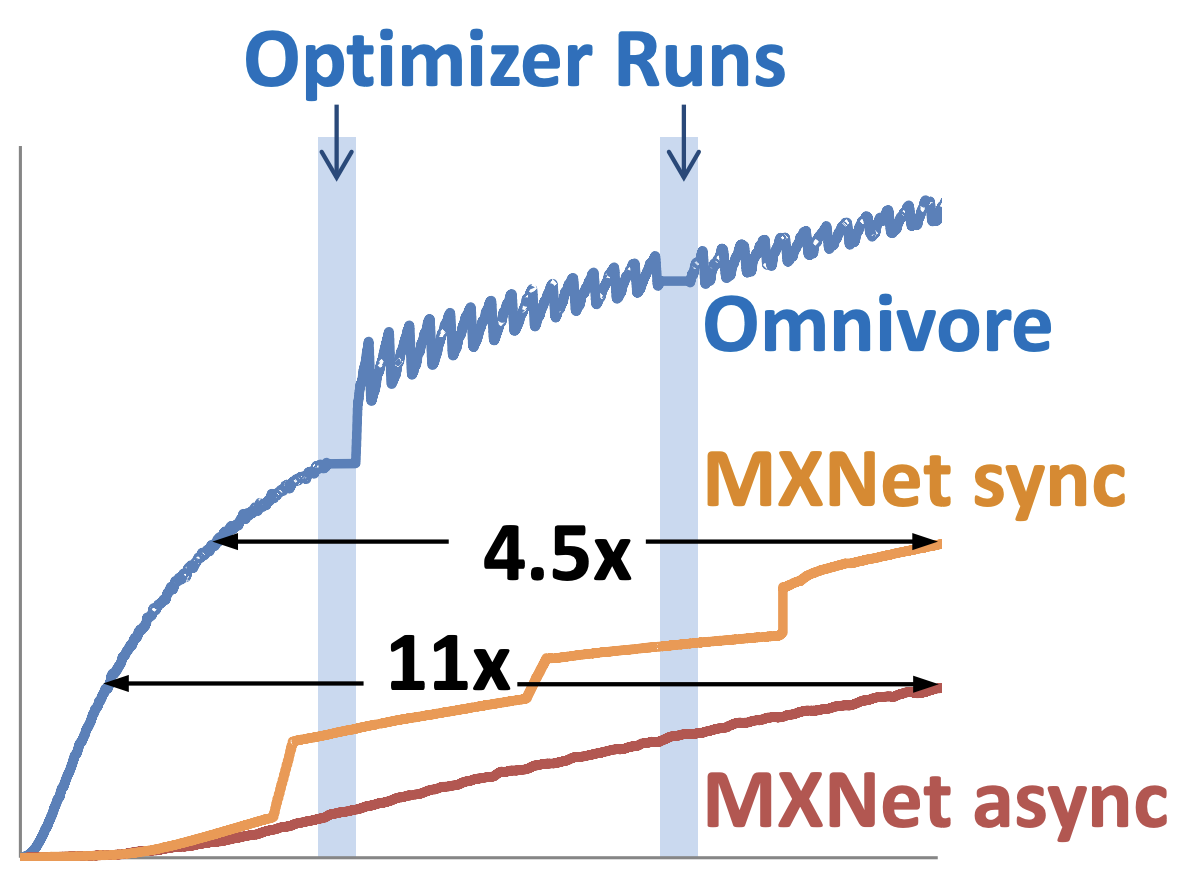 Optimizer Runs
Omnivore
MXNet sync
4.5x
11x
MXNet async